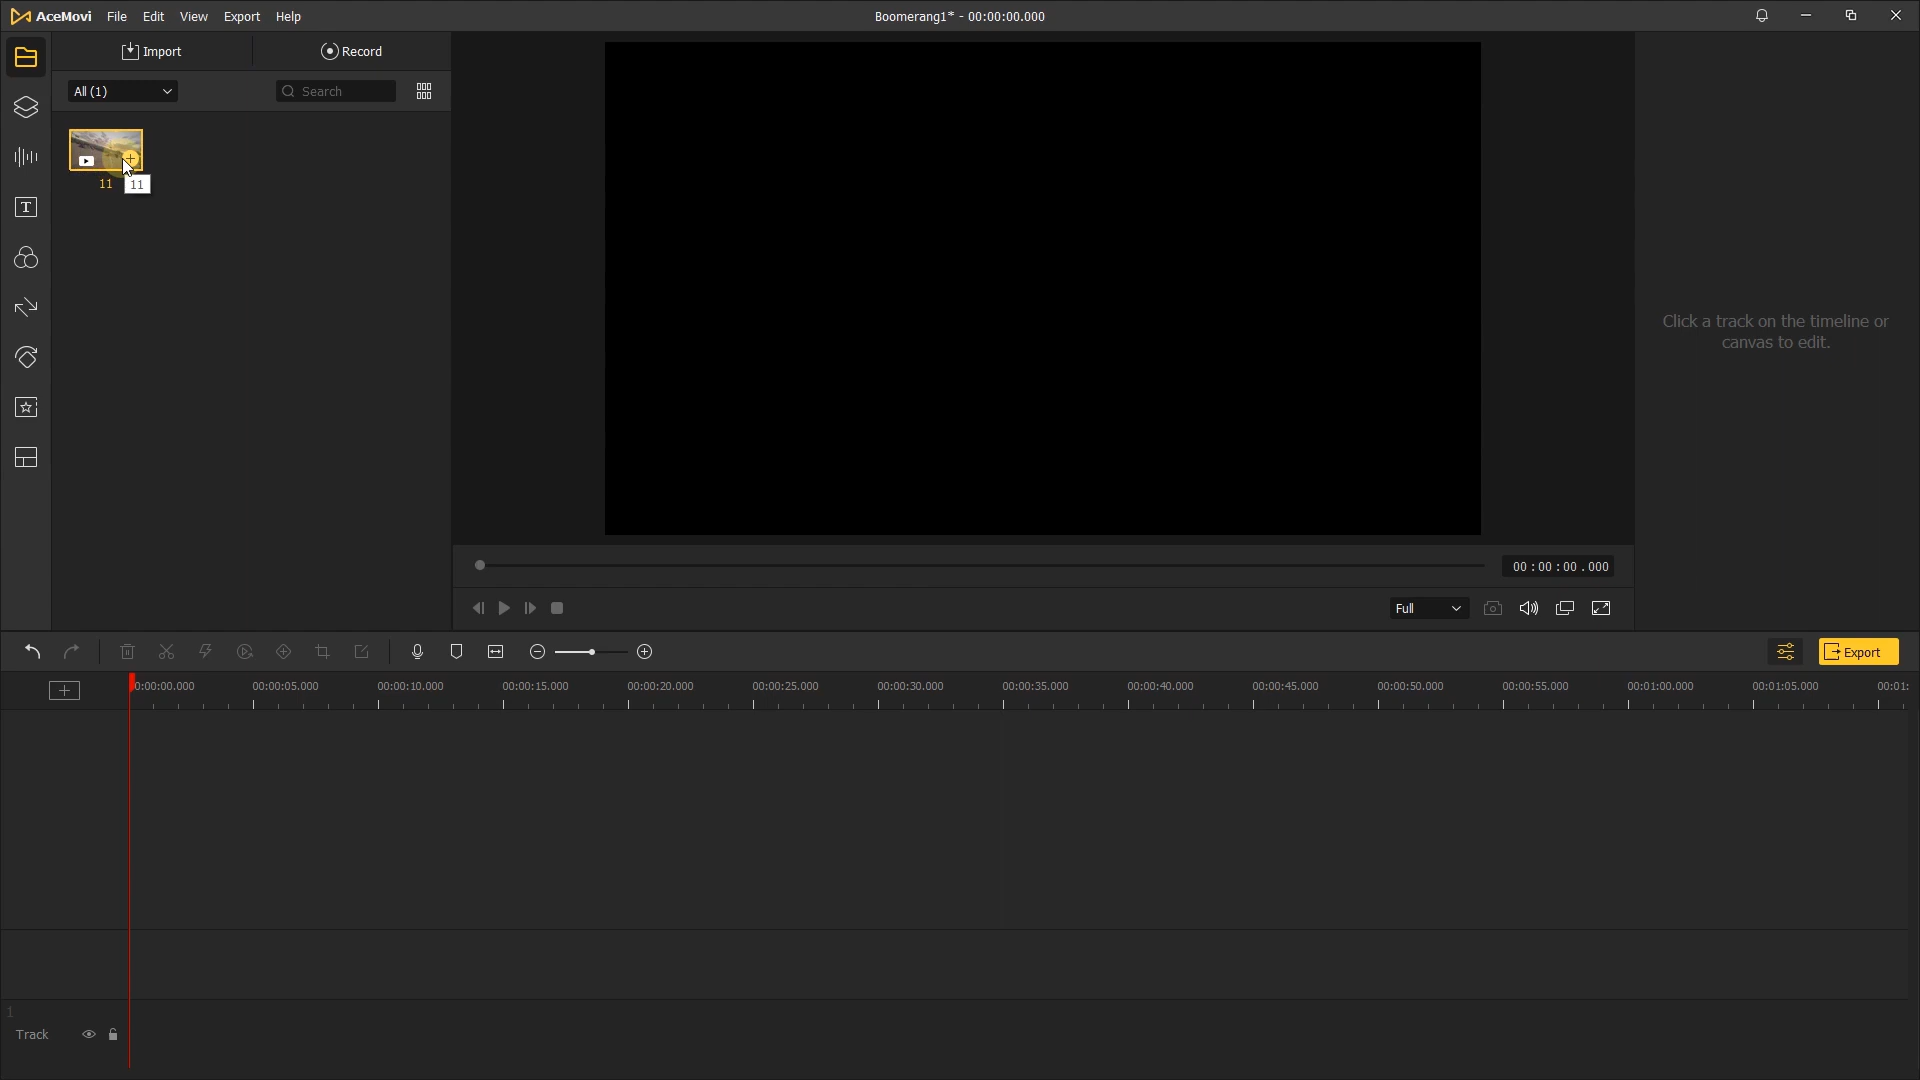 AceMovi File Edit View Export Help
Boomerang1* - 00:00:00.000
Import Record
All (1) Search
11
11
Click a track on the timeline or
canvas to edit.
00:00:00.000
Full
Export
0:00:00.000 00:00:05.000 00:00:10.000 00:00:15.000 00:00:20.000 00:00:25.000 00:00:30.000 00:00:35.000 00:00:40.000 00:00:45.000 00:00:50.000 00:00:55.000 00:01:00.000 00:01:05.000 00:01:
1
Track